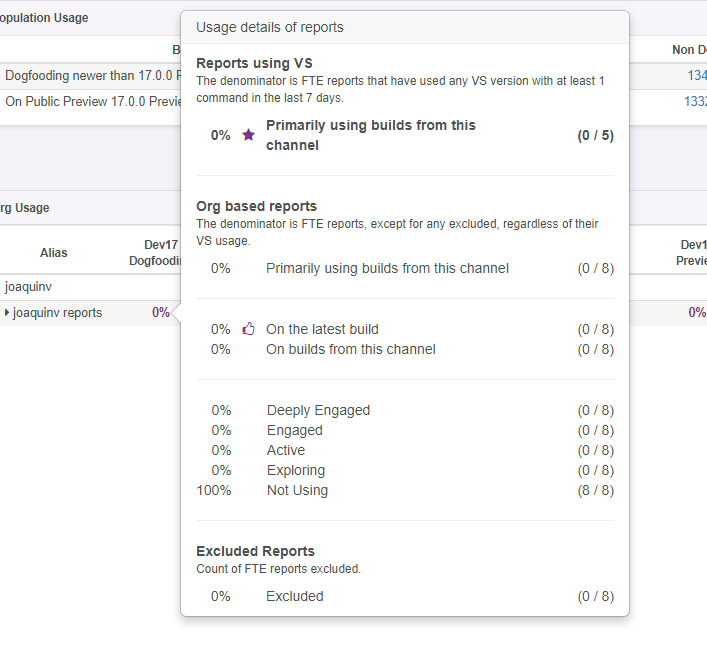 opulation Usage
B
Non D
Dogfooding newer than 17.0.0 P
134
On Public Preview 17.0.0 Previe
1332
rg Usage
Alias
Dev17
Dogfoodi
Dev1
Previe
joaquinv
joaquinv reports
0%
0%
Usage details of reports
Reports using VS
The denominator is FTE reports that have used any VS version with at least 1
command in the last 7 days.
0% Primarily using builds from this
channel (0 / 5)
Org based reports
The denominator is FTE reports, except for any excluded, regardless of their
VS usage.
0% Primarily using builds from this channel (0 / 8)
0% On the latest build (0 / 8)
0% On builds from this channel (0 / 8)
0% Deeply Engaged (0 / 8)
0% Engaged (0 / 8)
0% Active (0 / 8)
0% Exploring (0 / 8)
100% Not Using (8 / 8)
Excluded Reports
Count of FTE reports excluded.
0% Excluded (0 / 8)